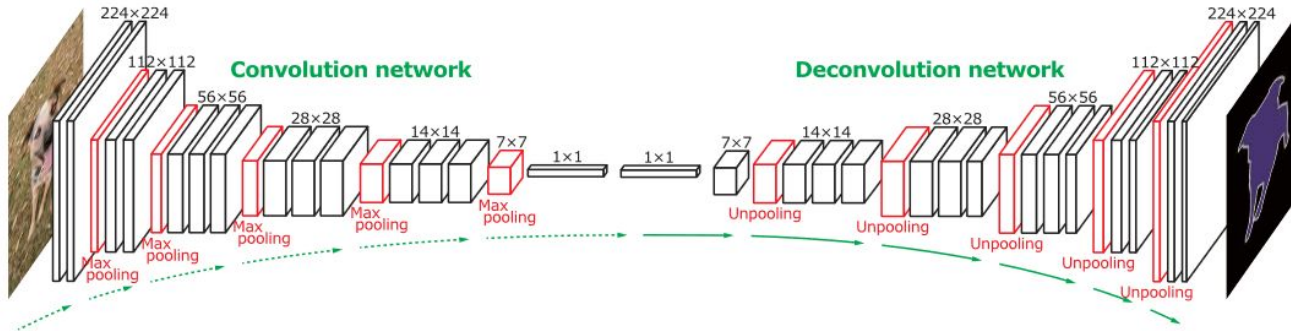 224×224
112×112
Convolution network
56×56
28×28
14×14
7×7
1×1
1×1
7×7
14×14
Deconvolution network
28×28
56×56
112×112
224×224
Max
pooling
Max
pooling
Max
pooling
Max
pooling
Max
pooling
Unpooling
Unpooling
Unpooling
Unpooling
Unpooling